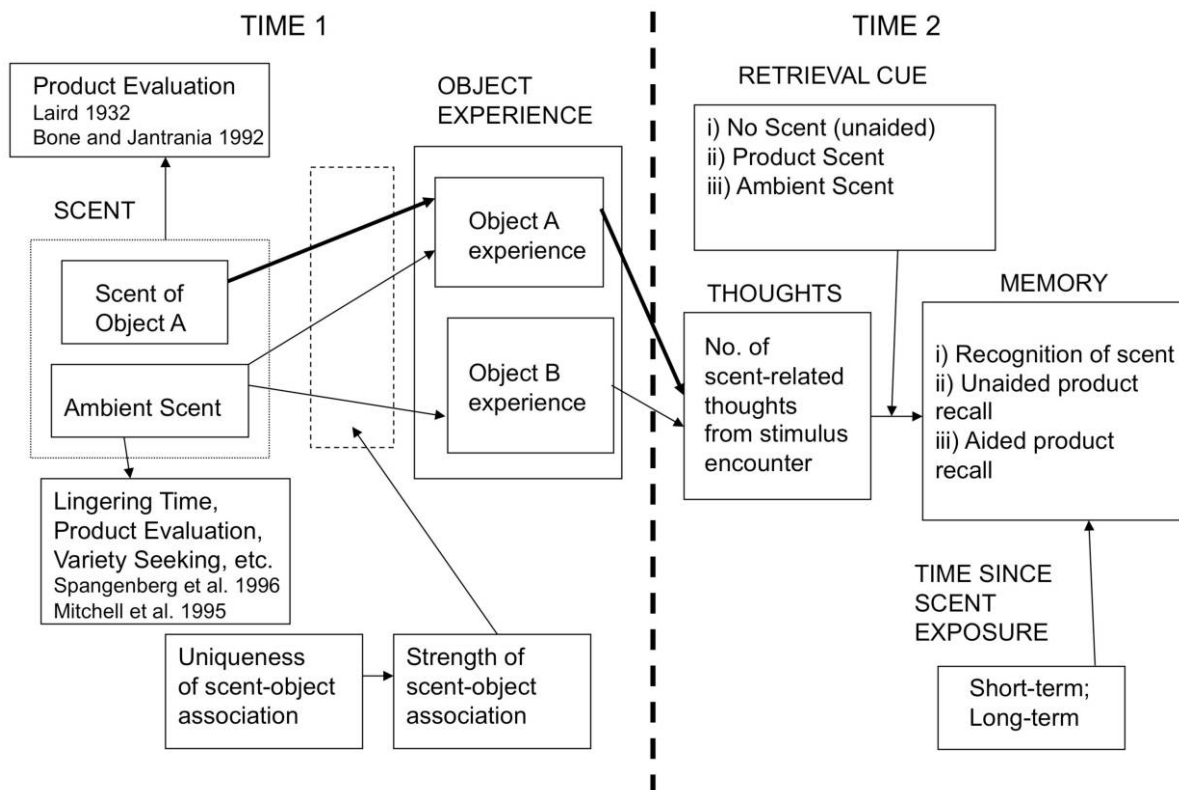 TIME 1
TIME 2
Product Evaluation
Laird 1932
Bone and Jantrania 1992
OBJECT
EXPERIENCE
RETRIEVAL CUE
i) No Scent (unaided)
ii) Product Scent
iii) Ambient Scent
SCENT
Scent of
Object A
Ambient Scent
Object A
experience
Object B
experience
THOUGHTS
No. of
scent-related
thoughts
from stimulus
encounter
MEMORY
i) Recognition of scent
ii) Unaided product
recall
iii) Aided product
recall
Lingering Time,
Product Evaluation,
Variety Seeking, etc.
Spangenberg et al. 1996
Mitchell et al. 1995
Uniqueness
of scent-object
association
Strength of
scent-object
association
TIME SINCE
SCENT
EXPOSURE
Short-term;
Long-term